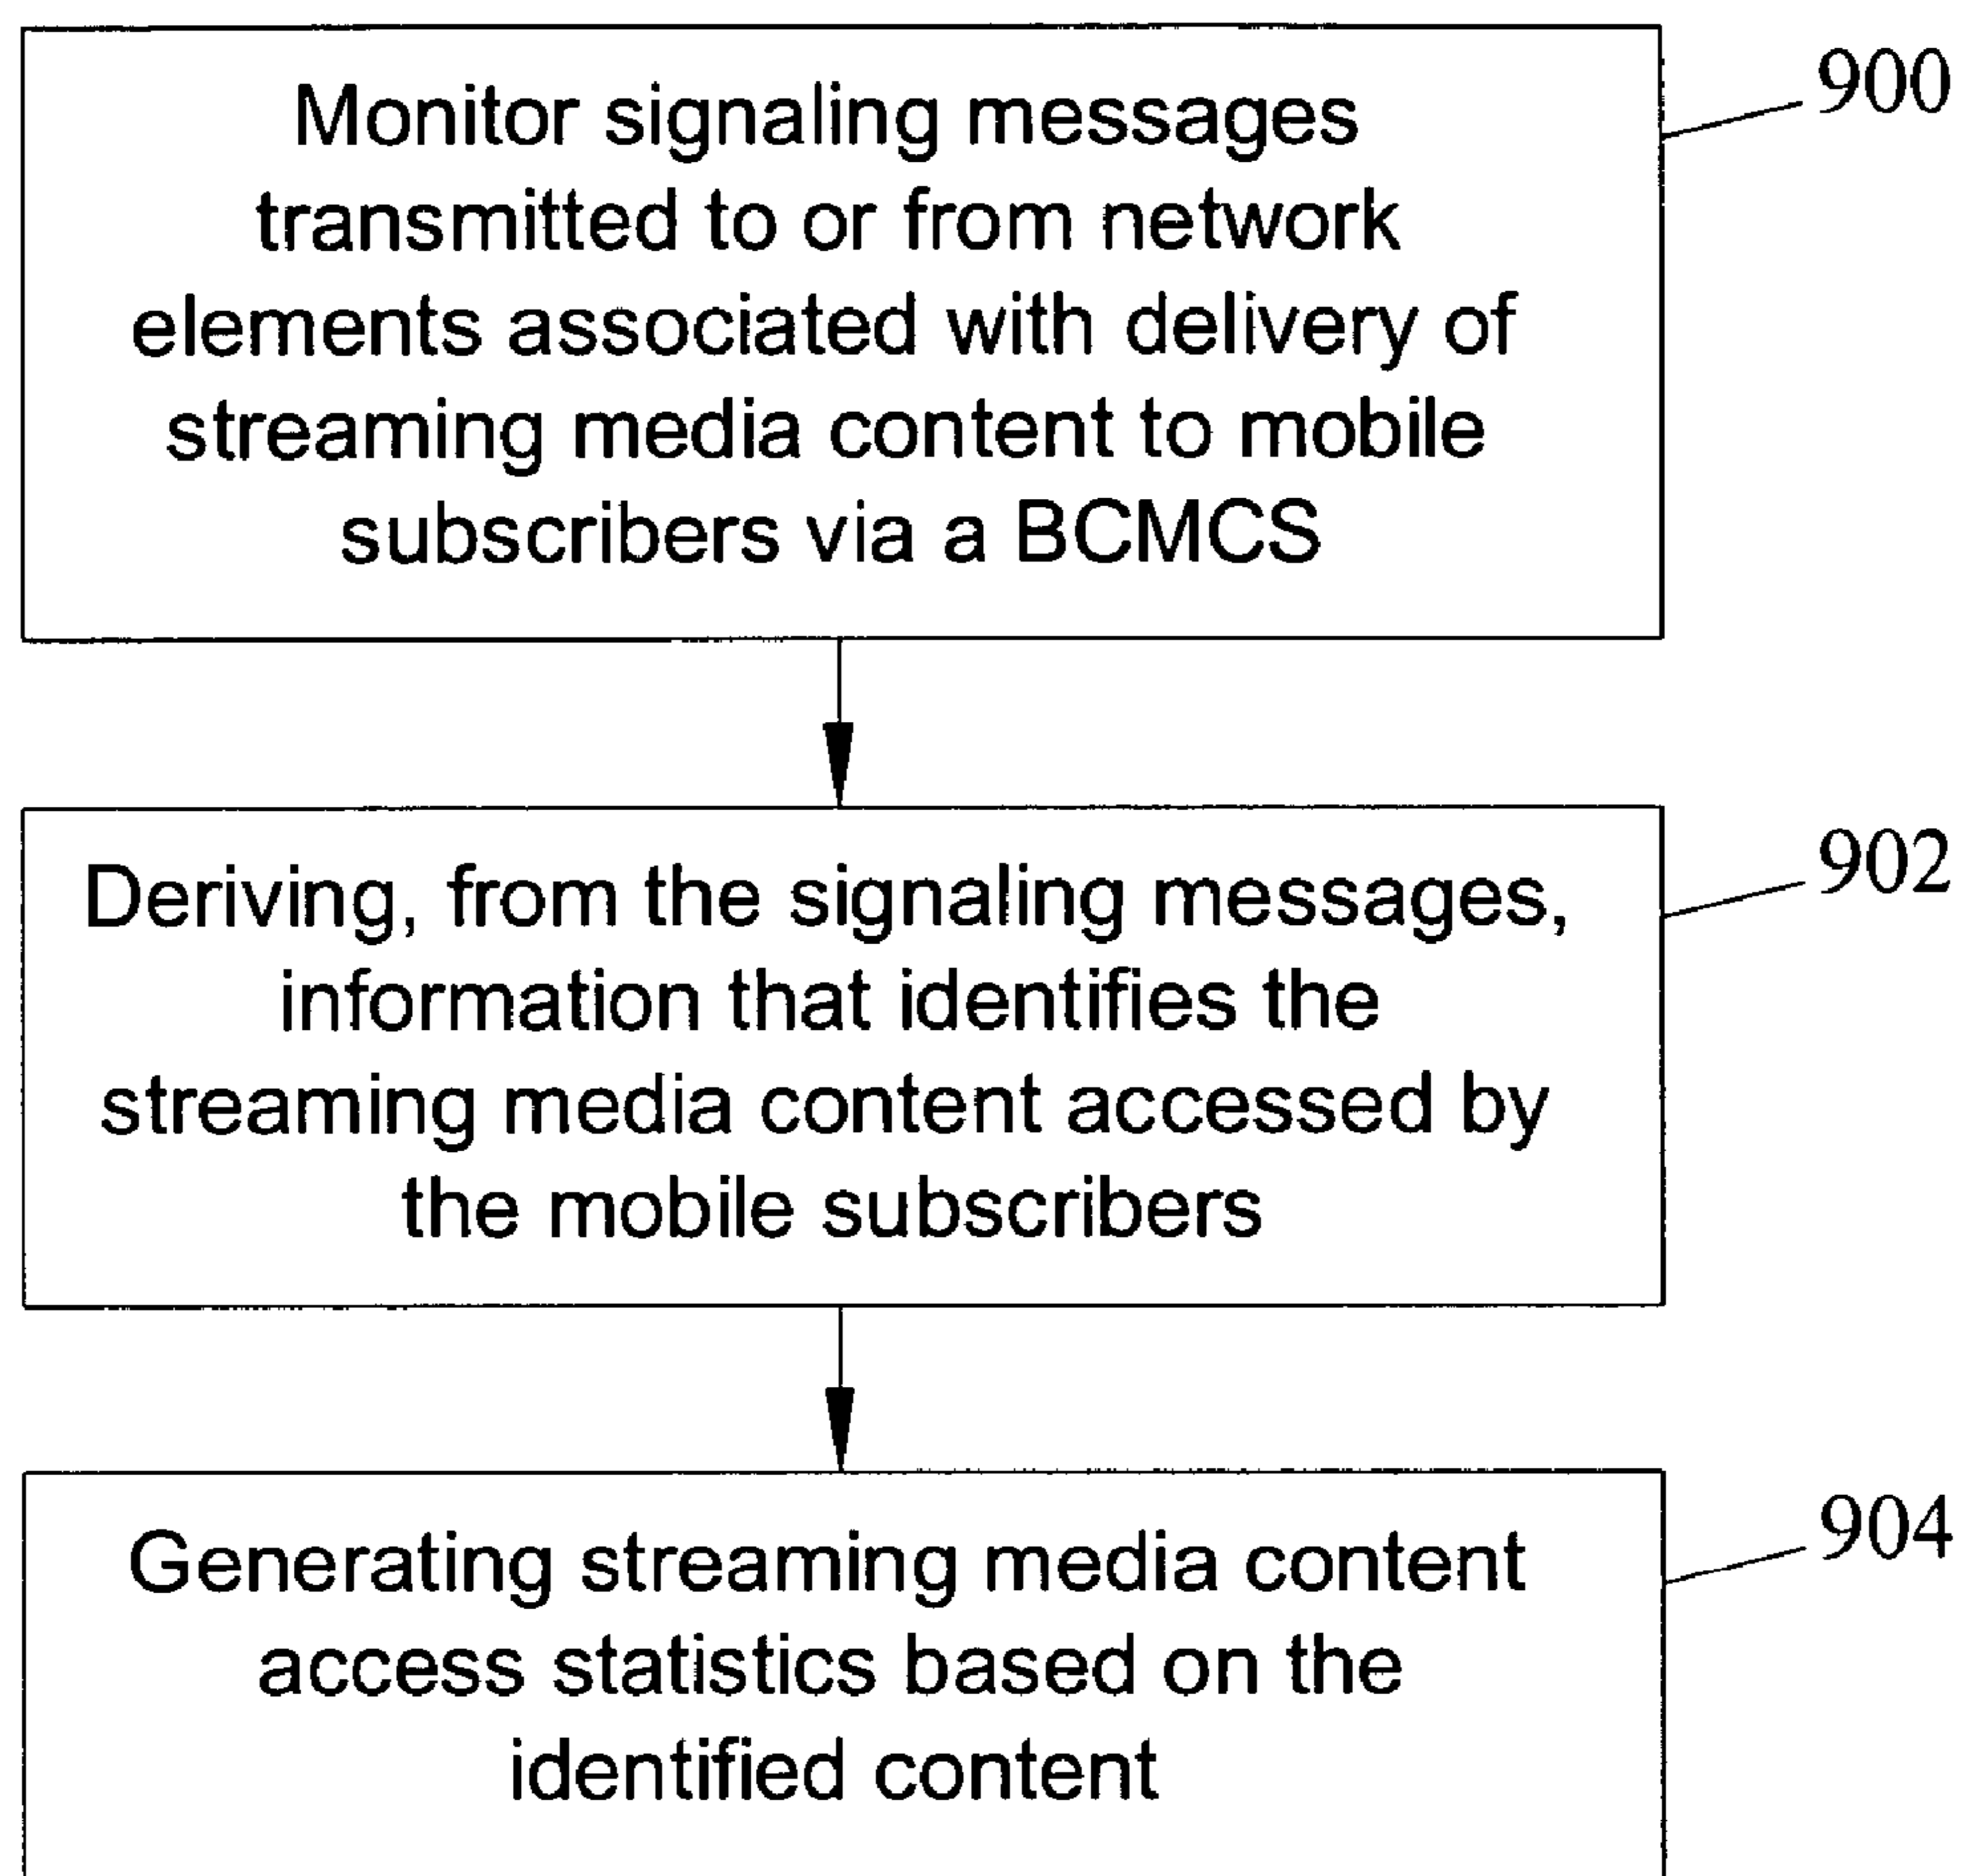 Monitor signaling messages
transmitted to or from network
elements associated with delivery of
streaming media content to mobile
subscribers via a BCMCS
900
Deriving, from the signaling messages,
information that identifies the
streaming media content accessed by
the mobile subscribers
902
Generating streaming media content
access statistics based on the
identified content
904